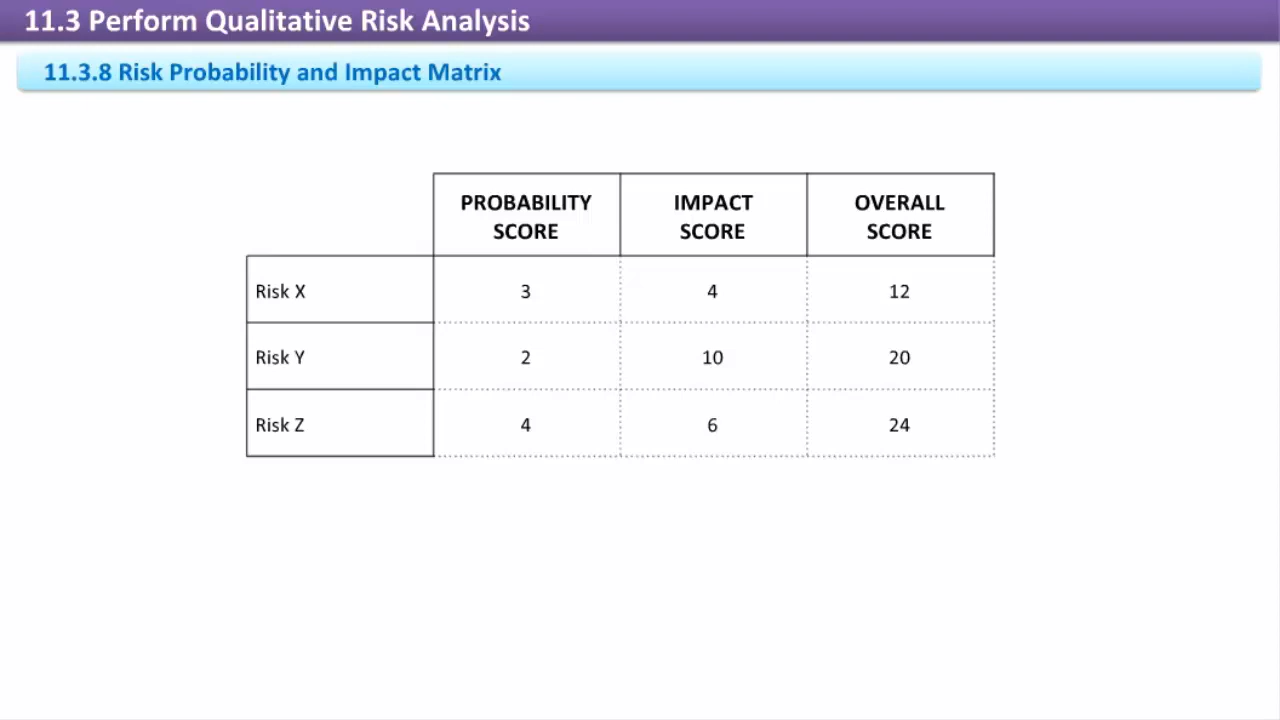 11.3 Perform Qualitative Risk Analysis
11.3.8 Risk Probability and Impact Matrix
PROBABILITY SCORE IMPACT SCORE OVERALL SCORE
Risk X 3 4 12
Risk Y 2 10 20
Risk Z 4 6 24